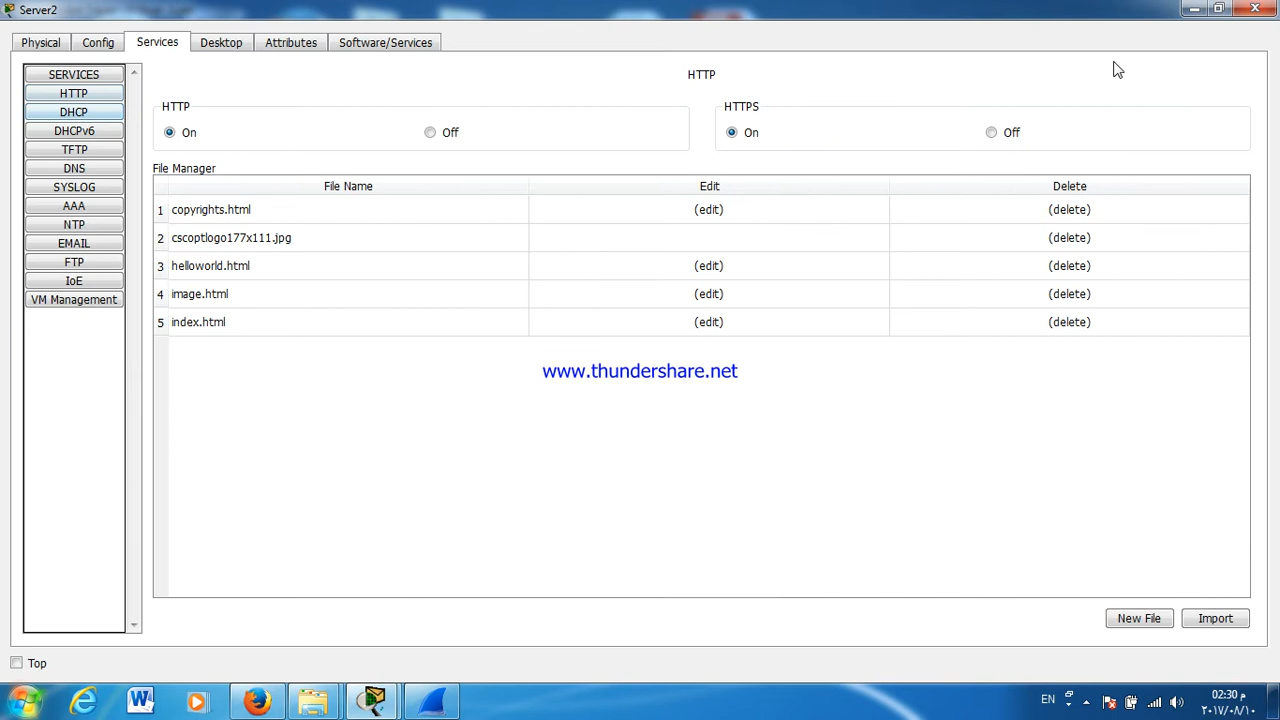 Server2
Physical Config Services Desktop Attributes Software/Services
SERVICES
HTTP
DHCP
DHCPv6
TFTP
DNS
SYSLOG
AAA
NTP
EMAIL
FTP
IoE
VM Management
HTTP
HTTP
On Off
HTTPS
On Off
File Manager
File Name Edit Delete
1 copyrights.html (edit) (delete)
2 cscoptlogo177x111.jpg (delete)
3 helloworld.html (edit) (delete)
4 image.html (edit) (delete)
5 index.html (edit) (delete)
www.thundershare.net
New File Import
Top
EN
02:30 م
٢٠١٧/٠٨/١٠